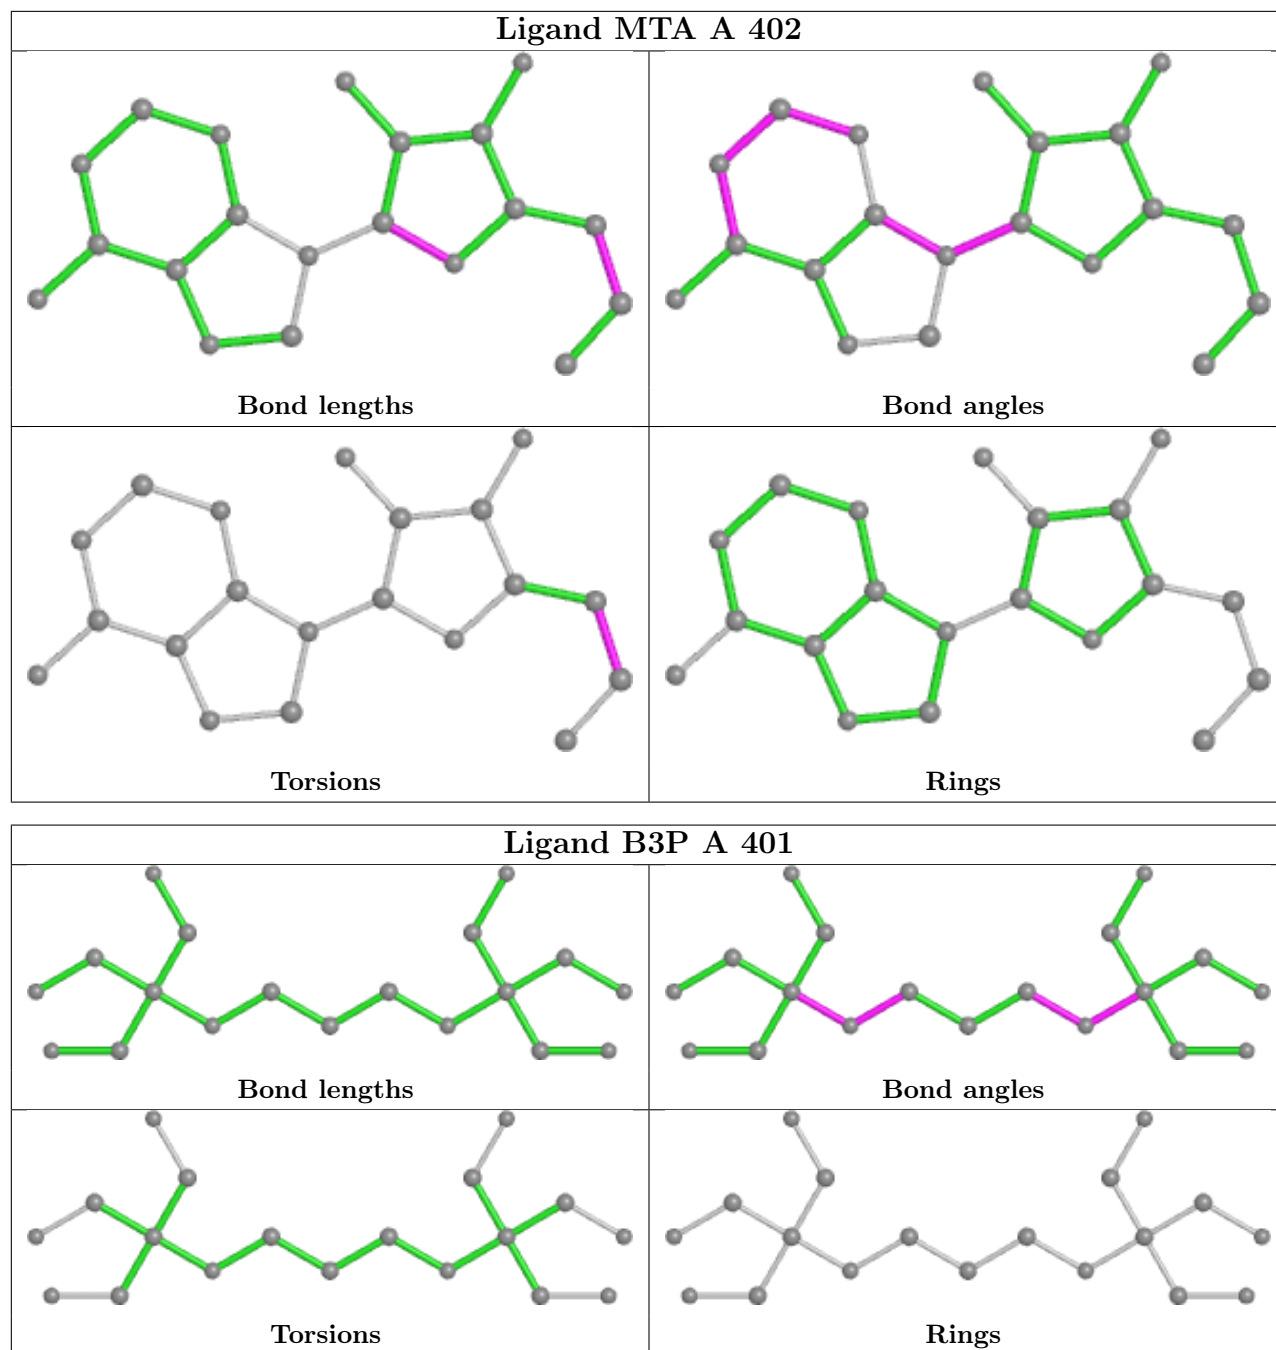 Ligand MTA A 402
Bond lengths
Bond angles
Torsions
Rings
Ligand B3P A 401
Bond lengths
Bond angles
Torsions
Rings